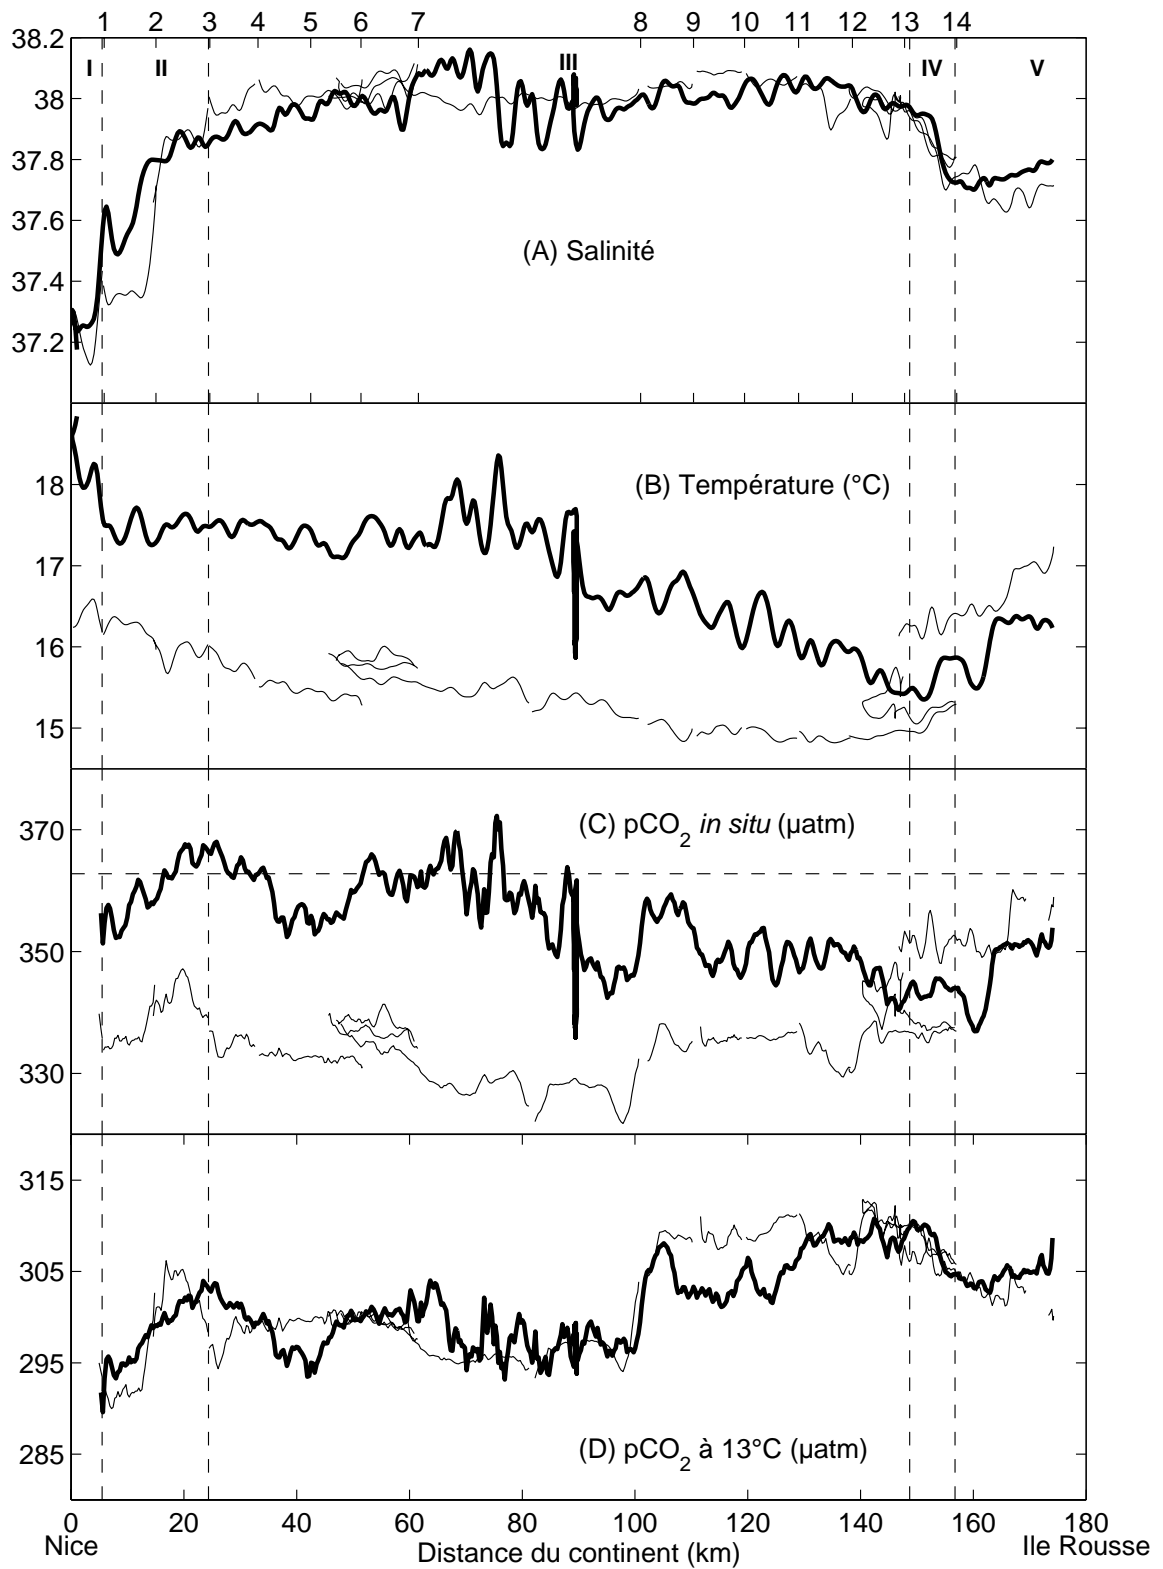 1 2 3 4 5 6 7 8 9 10 11 12 13 14
38.2
I II III IV V
38
37.8
37.6
(A) Salinité
37.4
37.2
18
(B) Température (°C)
17
16
15
370
(C) pCO2 in situ (µatm)
350
330
315
305
295
285
(D) pCO2 à 13°C (µatm)
0 20 40 60 80 100 120 140 160 180
Nice
Distance du continent (km)
Ile Rousse